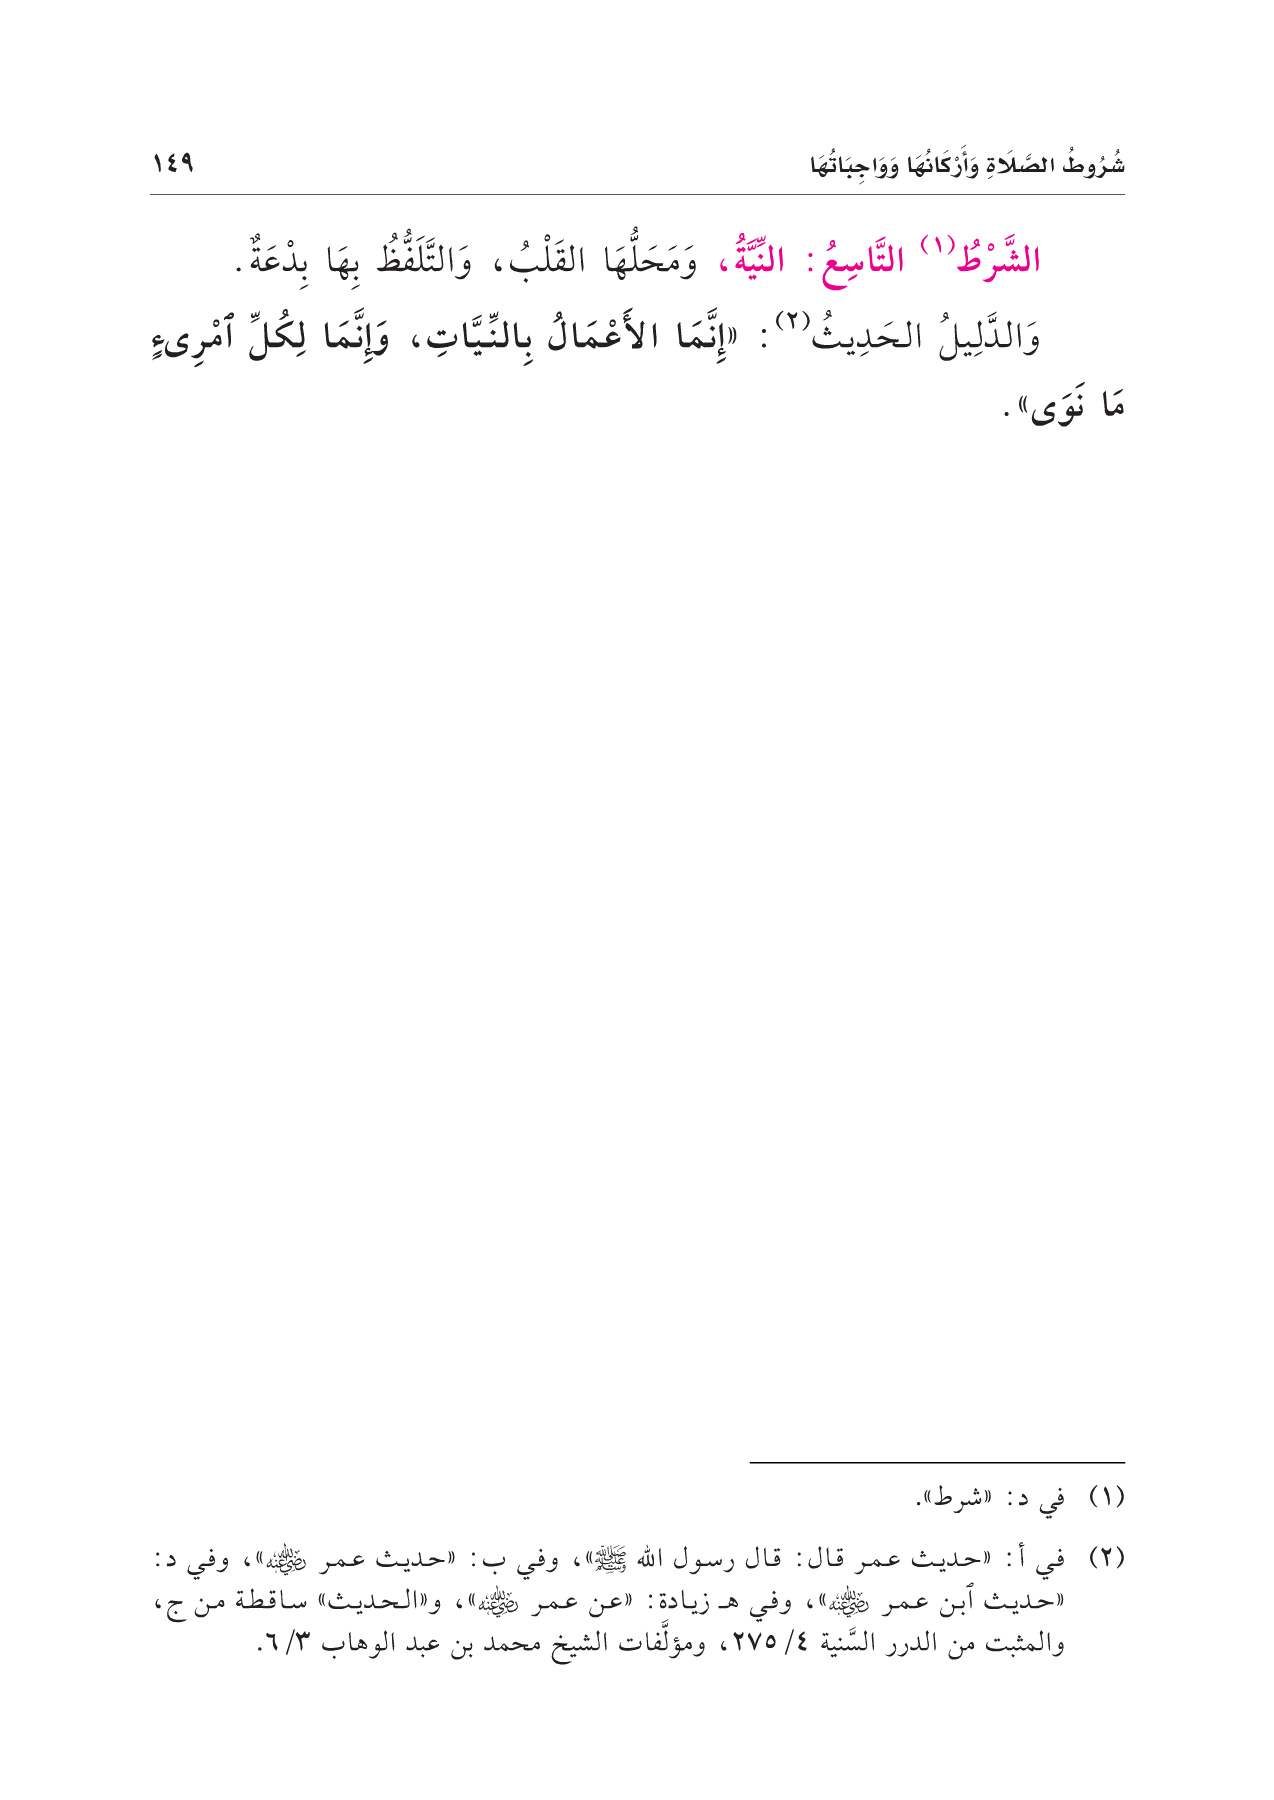 شُرُوطُ الصَّلَاةِ وَأَرْكَانُهَا وَوَاجِبَاتُهَا ١٤٩
الشَّرْطُ(١) التَّاسِعُ: النِّيَّةُ، وَمَحَلُّهَا القَلْبُ، وَالتَّلَفُّظُ بِهَا بِدْعَةٌ.
وَالدَّلِيلُ الحَدِيثُ(٢): «إِنَّمَا الأَعْمَالُ بِالنِّيَّاتِ، وَإِنَّمَا لِكُلِّ ٱمْرِىءٍ
مَا نَوَى».
(١) في د: «شرط».
(٢) في أ: «حديث عمر قال: قال رسول الله ﷺ»، وفي ب: «حديث عمر رضي الله عنه»، وفي د:
«حديث ٱبن عمر رضي الله عنه»، وفي هـ زيادة: «عن عمر رضي الله عنه»، و«الحديث» ساقطة من ج،
والمثبت من الدرر السَّنية ٤/ ٢٧٥، ومؤلَّفات الشيخ محمد بن عبد الوهاب ٣/ ٦.